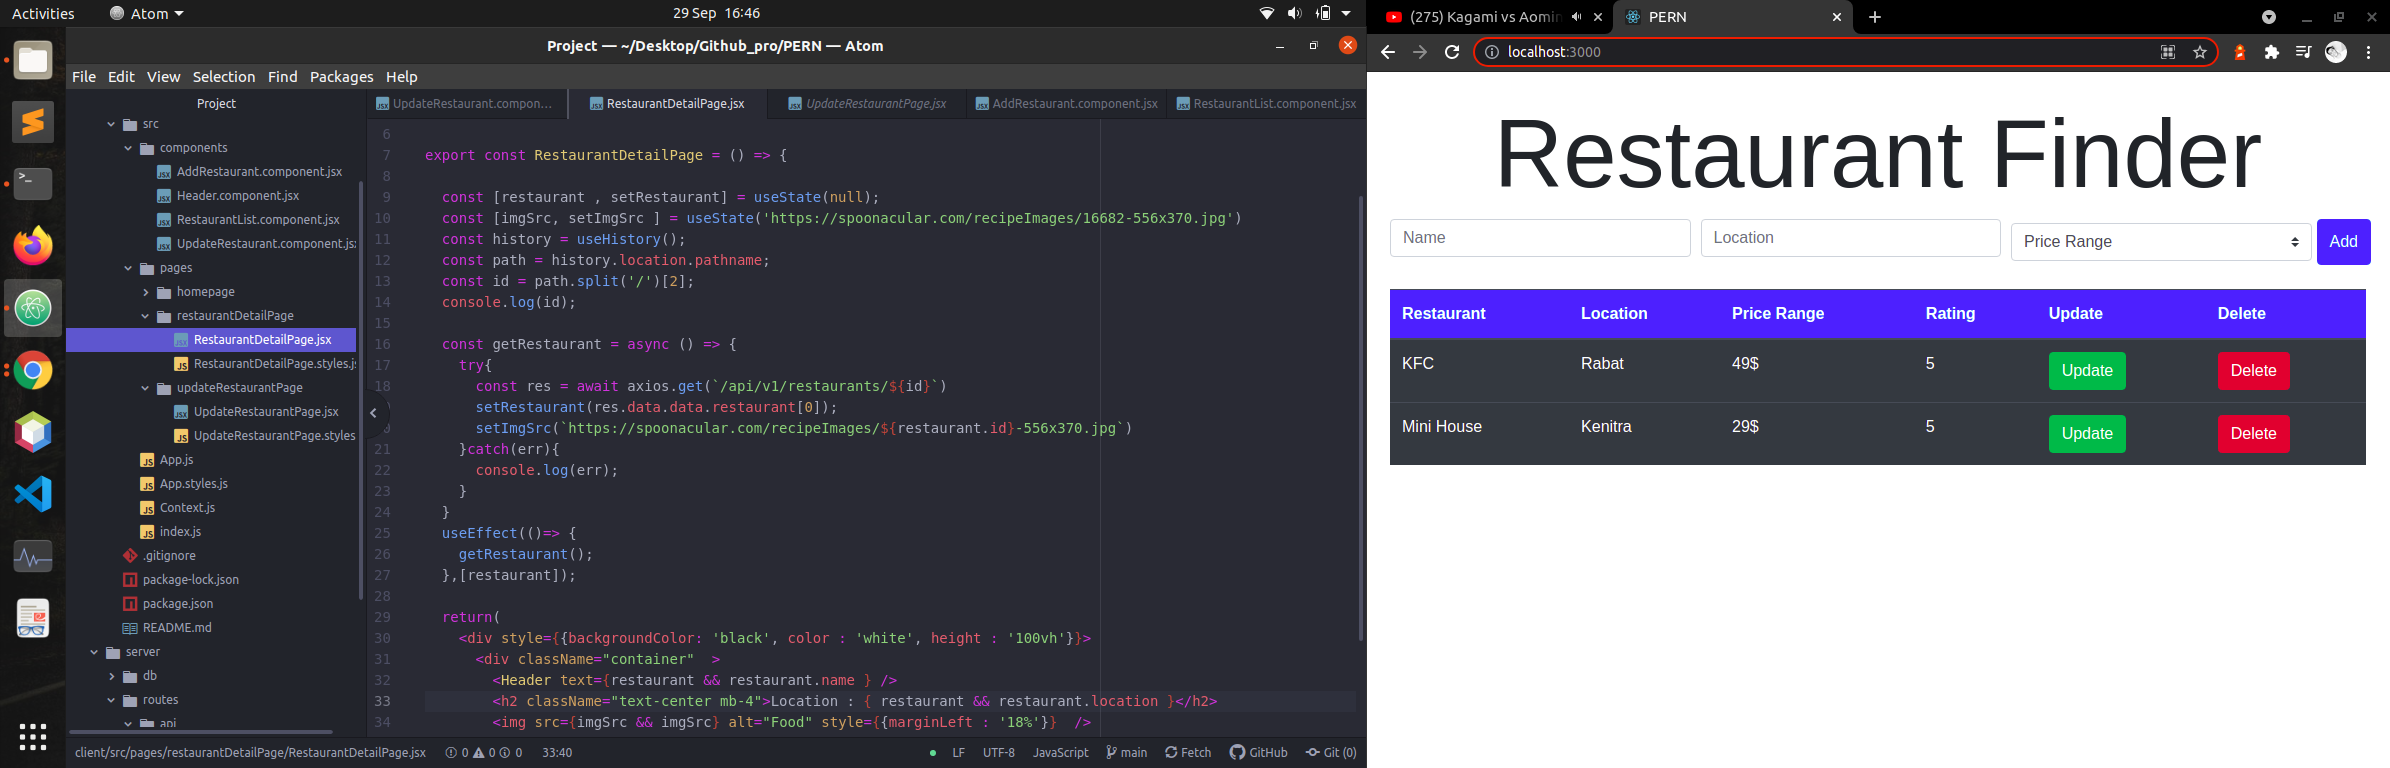 Activities
Atom
29 Sep 16:46
Project — ~/Desktop/Github_pro/PERN — Atom
File Edit View Selection Find Packages Help
Project
src
components
AddRestaurant.component.jsx
Header.component.jsx
RestaurantList.component.jsx
UpdateRestaurant.component.jsx
pages
homepage
restaurantDetailPage
RestaurantDetailPage.jsx
RestaurantDetailPage.styles.js
updateRestaurantPage
UpdateRestaurantPage.jsx
UpdateRestaurantPage.styles
App.js
App.styles.js
Context.js
index.js
.gitignore
package-lock.json
package.json
README.md
server
db
routes
api
UpdateRestaurant.compon...
RestaurantDetailPage.jsx
UpdateRestaurantPage.jsx
AddRestaurant.component.jsx
RestaurantList.component.jsx
6
7 export const RestaurantDetailPage = () => {
8
9 const [restaurant , setRestaurant] = useState(null);
10 const [imgSrc, setImgSrc ] = useState('https://spoonacular.com/recipeImages/16682-556x370.jpg')
11 const history = useHistory();
12 const path = history.location.pathname;
13 const id = path.split('/')[2];
14 console.log(id);
15
16 const getRestaurant = async () => {
17 try{
18 const res = await axios.get(`/api/v1/restaurants/${id}`)
setRestaurant(res.data.data.restaurant[0]);
setImgSrc(`https://spoonacular.com/recipeImages/${restaurant.id}-556x370.jpg`)
21 }catch(err){
22 console.log(err);
23 }
24 }
25 useEffect(()=> {
26 getRestaurant();
27 },[restaurant]);
28
29 return(
30 <div style={{backgroundColor: 'black', color : 'white', height : '100vh'}}>
31 <div className="container" >
32 <Header text={restaurant && restaurant.name } />
33 <h2 className="text-center mb-4">Location : { restaurant && restaurant.location }</h2>
34 <img src={imgSrc && imgSrc} alt="Food" style={{marginLeft : '18%'}} />
client/src/pages/restaurantDetailPage/RestaurantDetailPage.jsx 0 0 0 33:40
LF UTF-8 JavaScript main Fetch GitHub Git (0)
(275) Kagami vs Aomin
PERN
localhost:3000
Restaurant Finder
Name Location Price Range Add
Restaurant Location Price Range Rating Update Delete
KFC Rabat 49$ 5 Update Delete
Mini House Kenitra 29$ 5 Update Delete